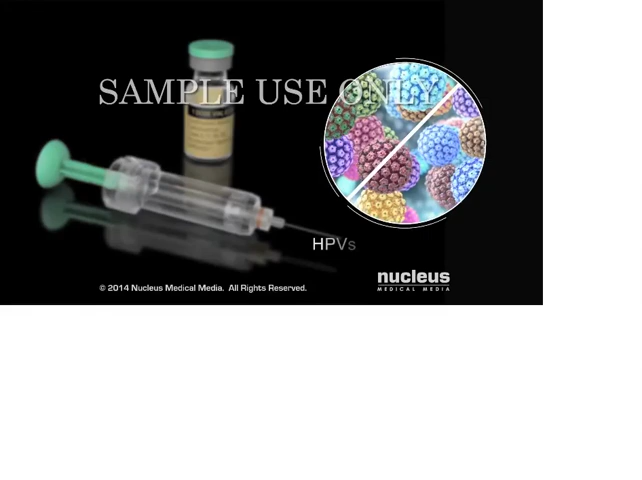 SAMPLE USE ONLY
HPVs
nucleus
MEDICAL MEDIA
© 2014 Nucleus Medical Media. All Rights Reserved.